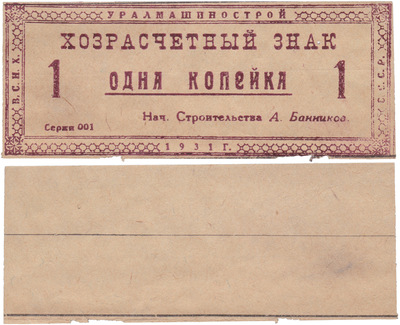 УРАЛМАШИНОСТРОЙ
ХОЗРАСЧЕТНЫЙ ЗНАК
В.С.Н.Х.
1 ОДНА КОПЕЙКА 1
С.С.С.Р.
Нач. Строительства А. Банников.
Серия 001
1931 Г.